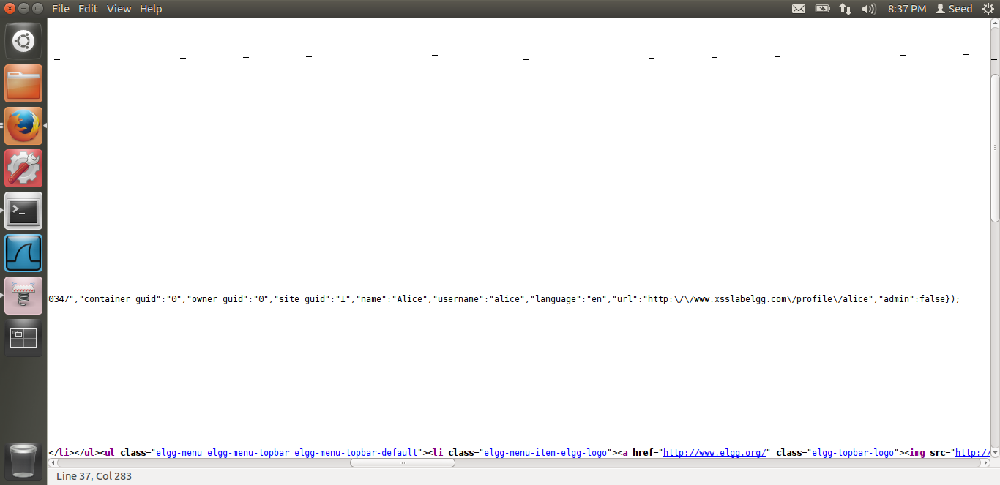 File Edit View Help 8:37 PM Seed
80347","container_guid":"0","owner_guid":"0","site_guid":"1","name":"Alice","username":"alice","language":"en","url":"http:\/\/www.xsslabelgg.com\/profile\/alice","admin":false});
></li></ul><ul class="elgg-menu elgg-menu-topbar elgg-menu-topbar-default"><li class="elgg-menu-item-elgg-logo"><a href="http://www.elgg.org/" class="elgg-topbar-logo"><img src="http://
Line 37, Col 283